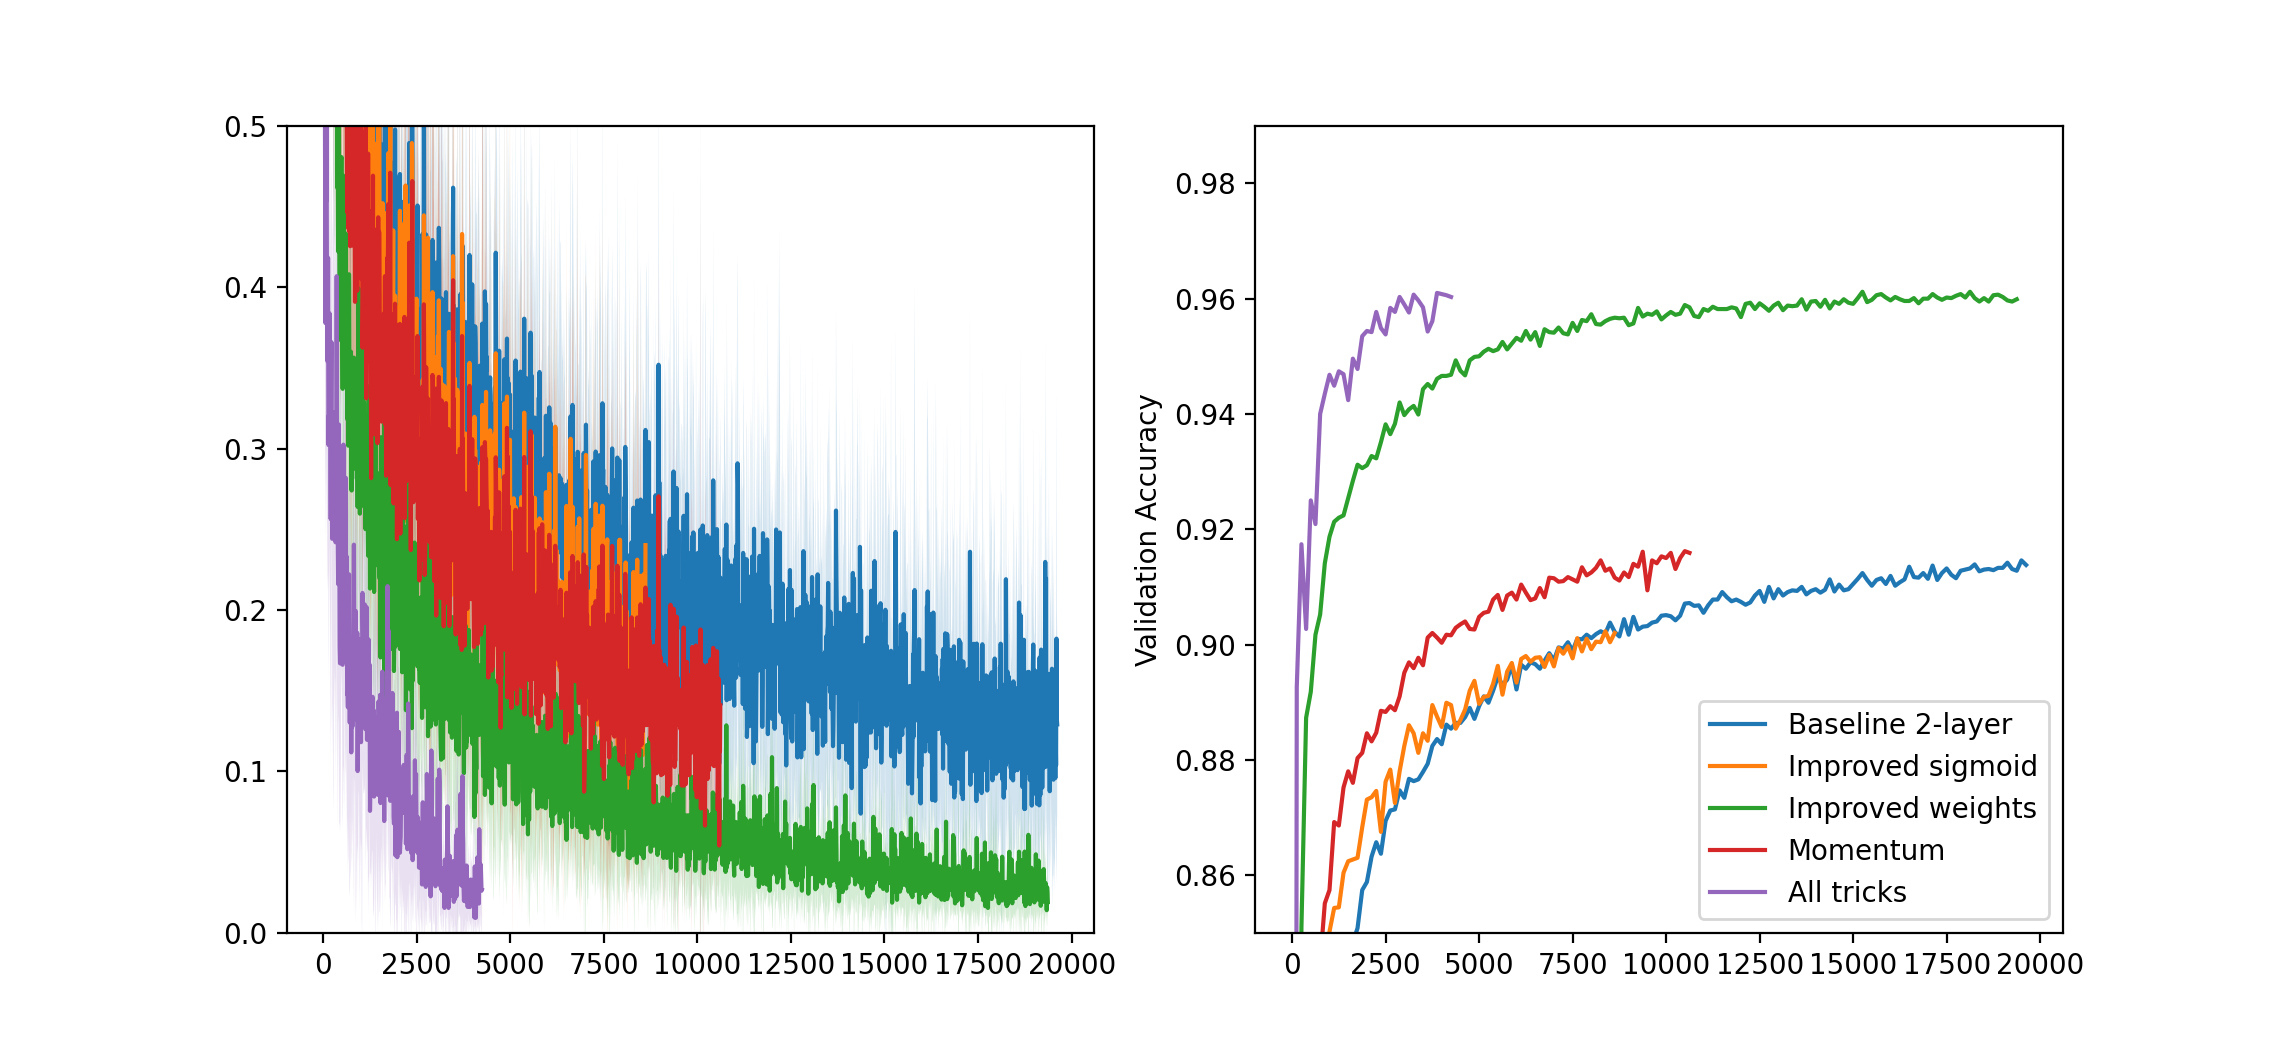 0.5
0.4
0.3
0.2
0.1
0.0
0 2500 5000 7500 10000 12500 15000 17500 20000
Validation Accuracy
0.98
0.96
0.94
0.92
0.90
0.88
0.86
0 2500 5000 7500 10000 12500 15000 17500 20000
Baseline 2-layer
Improved sigmoid
Improved weights
Momentum
All tricks